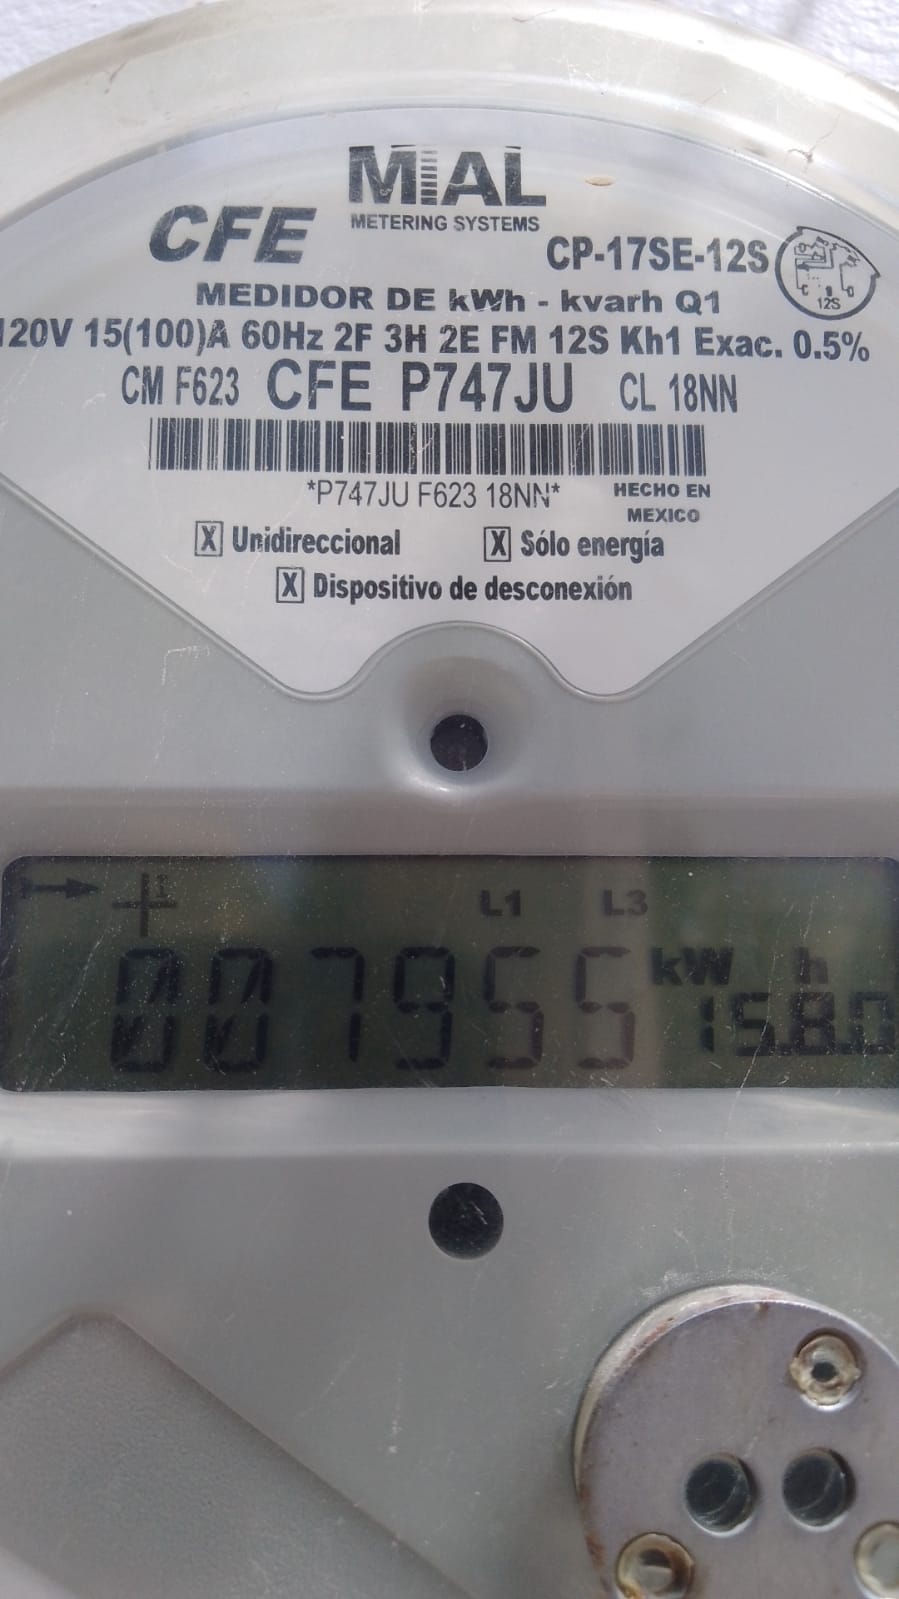 MIAL
METERING SYSTEMS
CFE
CP-17SE-12S
12S
MEDIDOR DE kWh - kvarh Q1
120V 15(100)A 60Hz 2F 3H 2E FM 12S Kh1 Exac. 0.5%
CM F623 CFE P747JU CL 18NN
*P747JU F623 18NN*
HECHO EN
MEXICO
X Unidireccional X Sólo energía
X Dispositivo de desconexión
1 L1 L3
007955 kW h
15.8.0